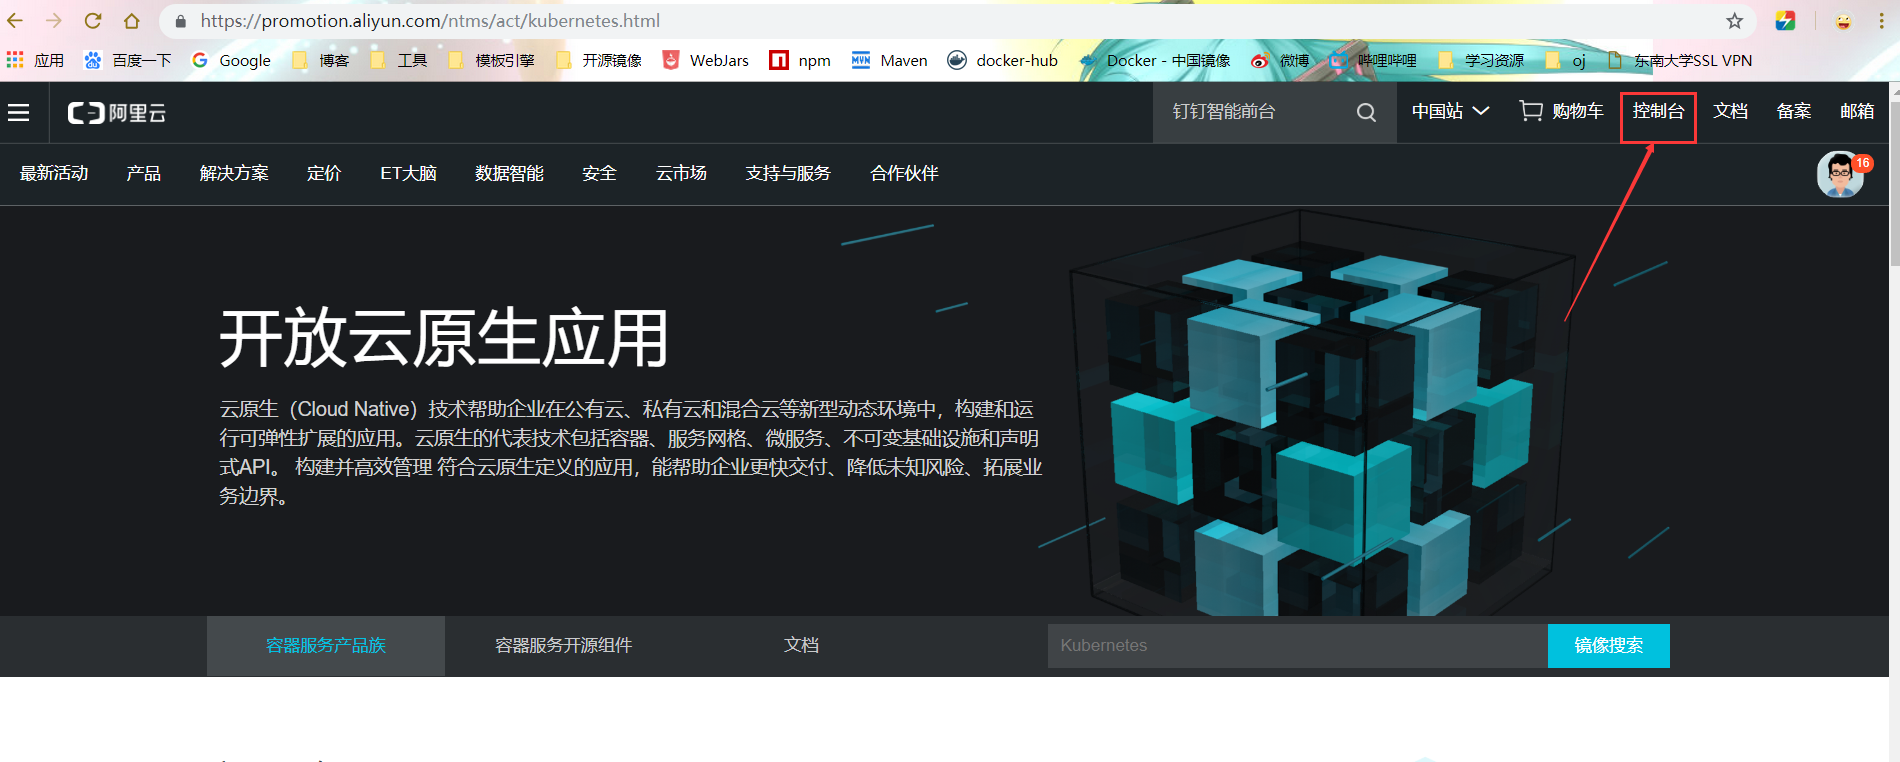 https://promotion.aliyun.com/ntms/act/kubernetes.html
应用 百度一下 Google 博客 工具 模板引擎 开源镜像 WebJars npm Maven docker-hub Docker - 中国镜像 微博 哔哩哔哩 学习资源 oj 东南大学SSL VPN
阿里云 钉钉智能前台 中国站 购物车 控制台 文档 备案 邮箱
最新活动 产品 解决方案 定价 ET大脑 数据智能 安全 云市场 支持与服务 合作伙伴 16
开放云原生应用
云原生（Cloud Native）技术帮助企业在公有云、私有云和混合云等新型动态环境中，构建和运
行可弹性扩展的应用。云原生的代表技术包括容器、服务网格、微服务、不可变基础设施和声明
式API。 构建并高效管理 符合云原生定义的应用，能帮助企业更快交付、降低未知风险、拓展业
务边界。
容器服务产品族 容器服务开源组件 文档 Kubernetes 镜像搜索